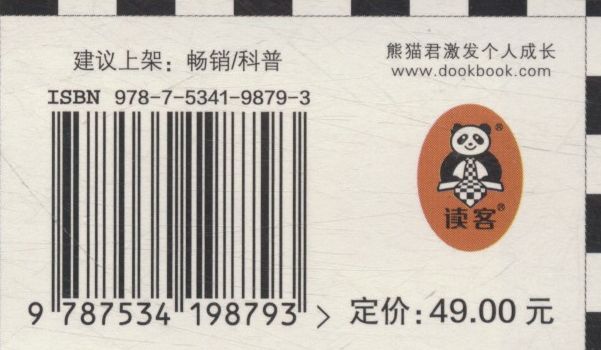 建议上架：畅销/科普
熊猫君激发个人成长
www.dookbook.com
ISBN 978-7-5341-9879-3
读客®
9 787534 198793 >
定价：49.00 元